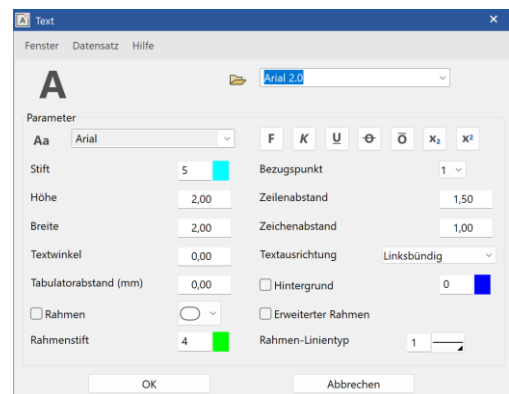 A Text
Fenster Datensatz Hilfe
A Arial 2.0
Parameter
Aa Arial F K U O O x₂ x²
Stift 5 Bezugspunkt 1
Höhe 2,00 Zeilenabstand 1,50
Breite 2,00 Zeichenabstand 1,00
Textwinkel 0,00 Textausrichtung Linksbündig
Tabulatorabstand (mm) 0,00 Hintergrund 0
Rahmen Erweiterter Rahmen
Rahmenstift 4 Rahmen-Linientyp 1
OK Abbrechen